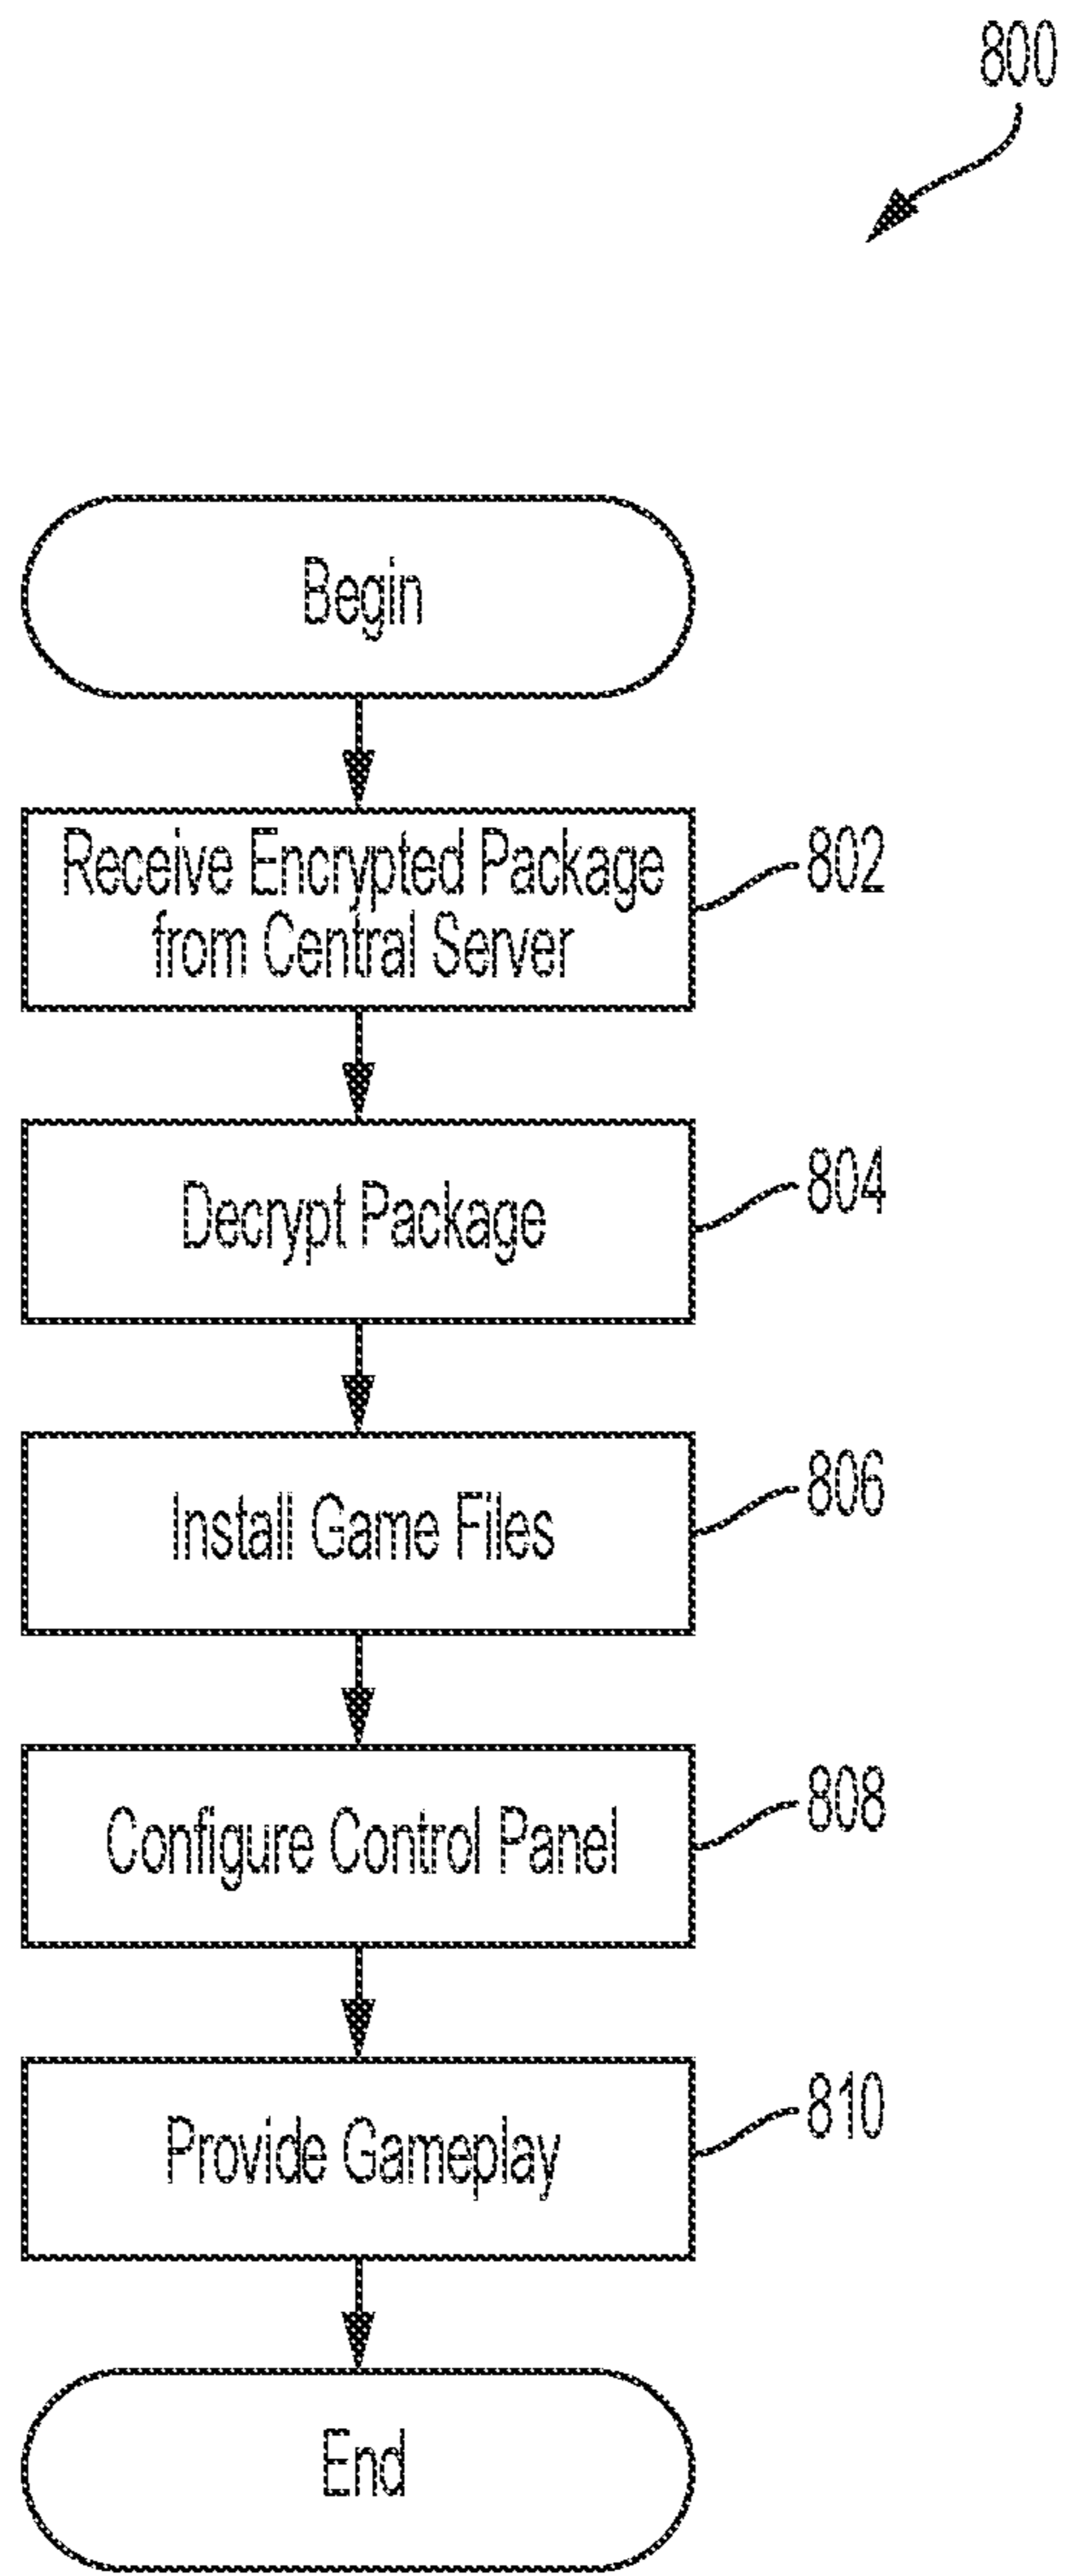 800
Begin
Receive Encrypted Package
from Central Server
802
Decrypt Package
804
Install Game Files
806
Configure Control Panel
808
Provide Gameplay
810
End